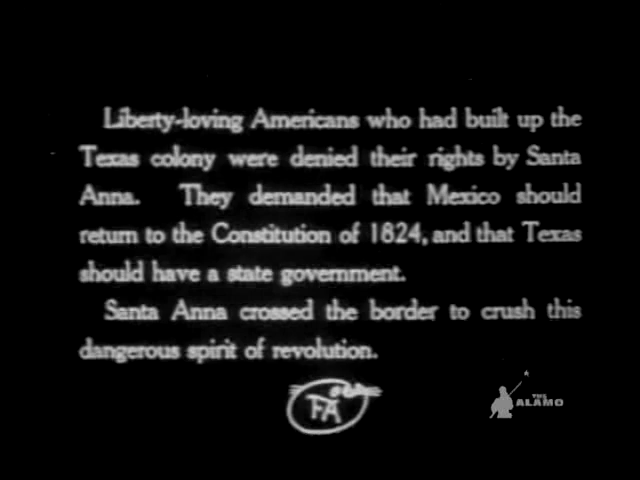 Liberty-loving Americans who had built up the
Texas colony were denied their rights by Santa
Anna. They demanded that Mexico should
return to the Constitution of 1824, and that Texas
should have a state government.
Santa Anna crossed the border to crush this
dangerous spirit of revolution.
FA
THE
ALAMO